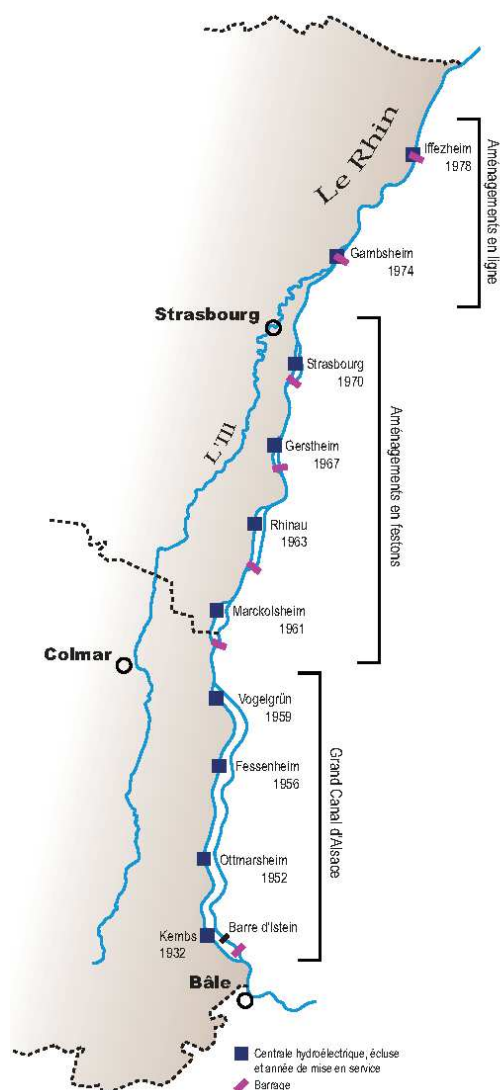 Le Rhin
Iffezheim
1978
Aménagements en ligne
Gambsheim
1974
Strasbourg
Strasbourg
1970
L'Ill
Gerstheim
1967
Aménagements en festons
Rhinau
1963
Marckolsheim
1961
Colmar
Vogelgrün
1959
Fessenheim
1956
Grand Canal d'Alsace
Ottmarsheim
1952
Kembs
1932
Barre d'Istein
Bâle
Centrale hydroélectrique, écluse
et année de mise en service
Barrage